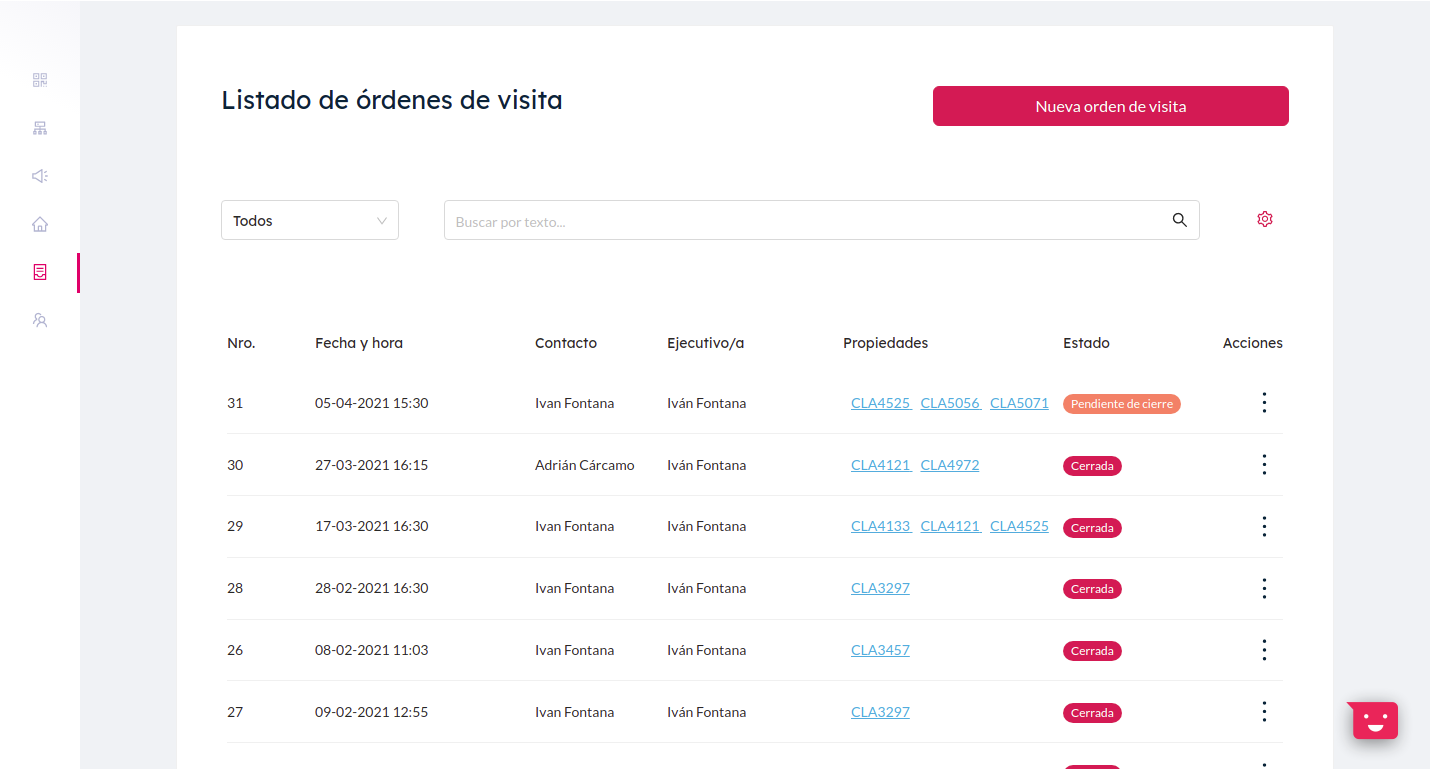 Listado de órdenes de visita
Nueva orden de visita
Todos
Buscar por texto...
Nro. Fecha y hora Contacto Ejecutivo/a Propiedades Estado Acciones
31 05-04-2021 15:30 Ivan Fontana Iván Fontana CLA4525 CLA5056 CLA5071 Pendiente de cierre
30 27-03-2021 16:15 Adrián Cárcamo Iván Fontana CLA4121 CLA4972 Cerrada
29 17-03-2021 16:30 Ivan Fontana Iván Fontana CLA4133 CLA4121 CLA4525 Cerrada
28 28-02-2021 16:30 Ivan Fontana Iván Fontana CLA3297 Cerrada
26 08-02-2021 11:03 Ivan Fontana Iván Fontana CLA3457 Cerrada
27 09-02-2021 12:55 Ivan Fontana Iván Fontana CLA3297 Cerrada